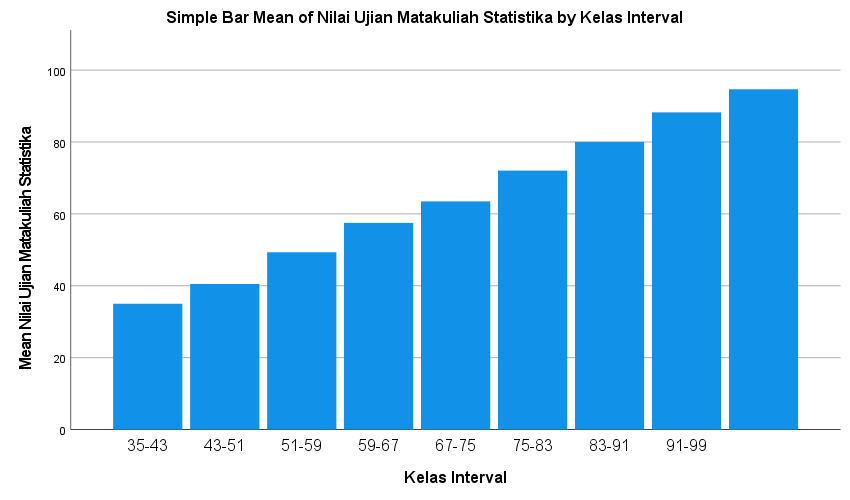 Simple Bar Mean of Nilai Ujian Matakuliah Statistika by Kelas Interval
Mean Nilai Ujian Matakuliah Statistika
100
80
60
40
20
0
35-43 43-51 51-59 59-67 67-75 75-83 83-91 91-99
Kelas Interval